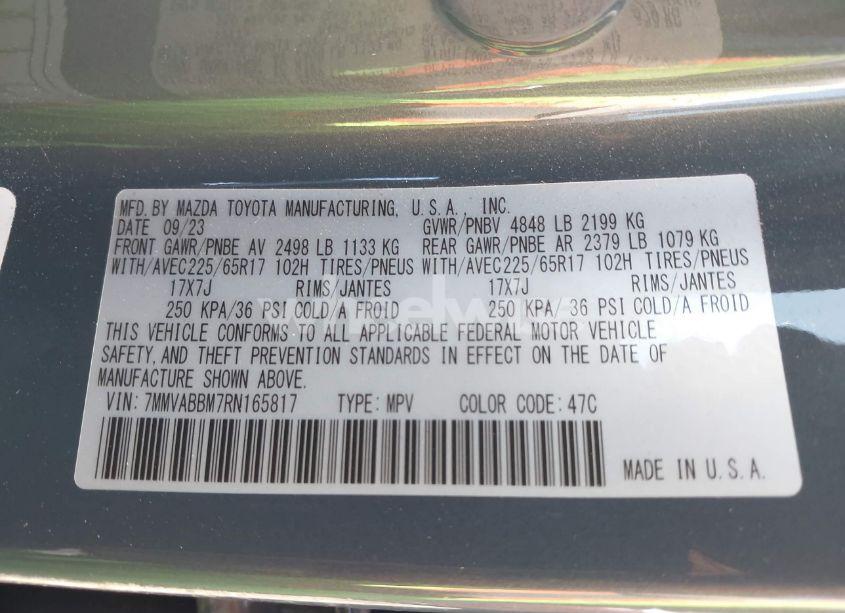 MFD. BY MAZDA TOYOTA MANUFACTURING, U.S.A. INC.
DATE 09/23 GVWR/PNBV 4848 LB 2199 KG
FRONT GAWR/PNBE AV 2498 LB 1133 KG REAR GAWR/PNBE AR 2379 LB 1079 KG
WITH/AVEC225/65R17 102H TIRES/PNEUS WITH/AVEC225/65R17 102H TIRES/PNEUS
17X7J RIMS/JANTES 17X7J RIMS/JANTES
250 KPA/36 PSI COLD/A FROID 250 KPA/36 PSI COLD/A FROID
THIS VEHICLE CONFORMS TO ALL APPLICABLE FEDERAL MOTOR VEHICLE
SAFETY, AND THEFT PREVENTION STANDARDS IN EFFECT ON THE DATE OF
MANUFACTURE SHOWN ABOVE.
VIN: 7MMVABBM7RN165817 TYPE: MPV COLOR CODE: 47C
MADE IN U.S.A.